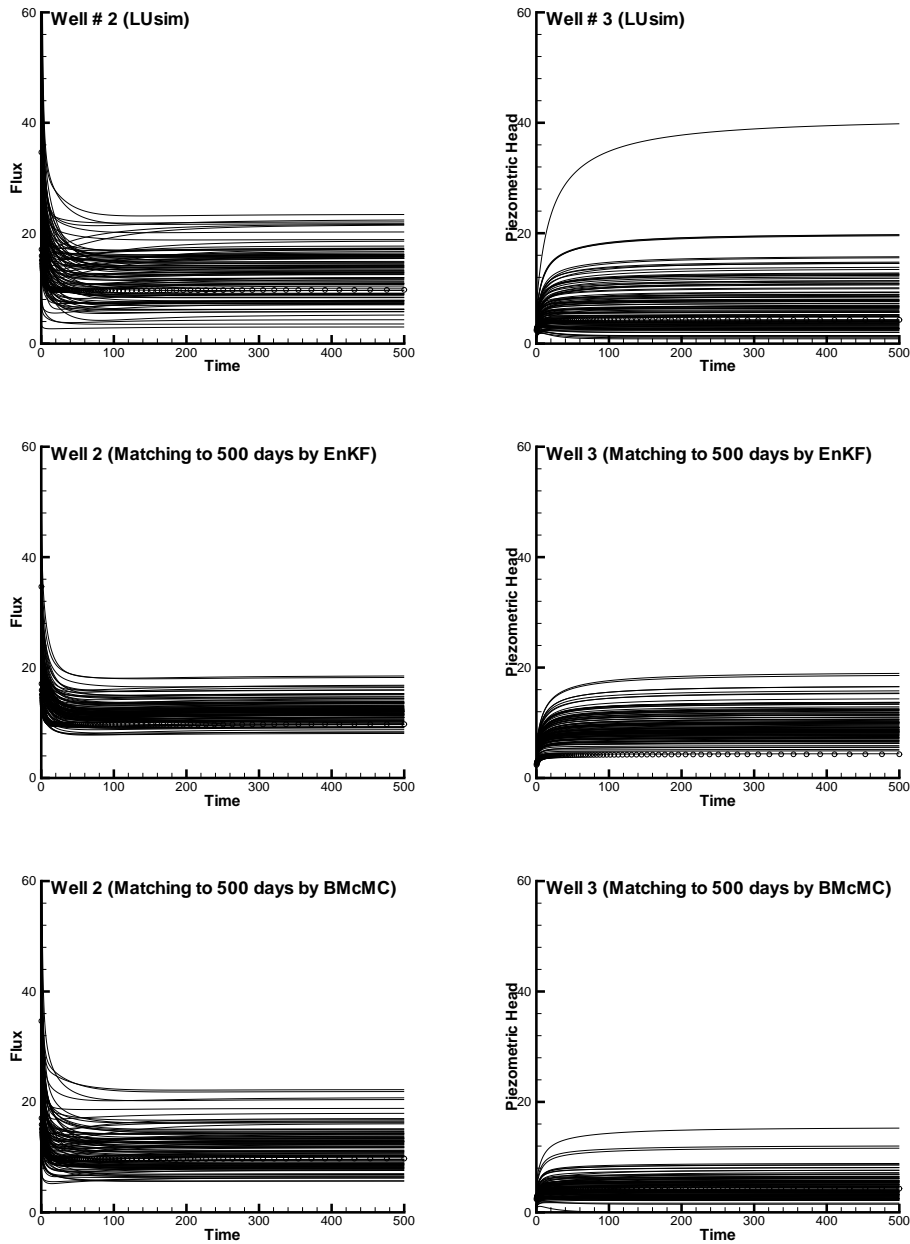 Well # 2 (LUsim)
60
40
20
0
Flux
0 100 200 300 400 500
Time
Well # 3 (LUsim)
60
40
20
0
Piezometric Head
0 100 200 300 400 500
Time
Well 2 (Matching to 500 days by EnKF)
60
40
20
0
Flux
0 100 200 300 400 500
Time
Well 3 (Matching to 500 days by EnKF)
60
40
20
0
Piezometric Head
0 100 200 300 400 500
Time
Well 2 (Matching to 500 days by BMcMC)
60
40
20
0
Flux
0 100 200 300 400 500
Time
Well 3 (Matching to 500 days by BMcMC)
60
40
20
0
Piezometric Head
0 100 200 300 400 500
Time